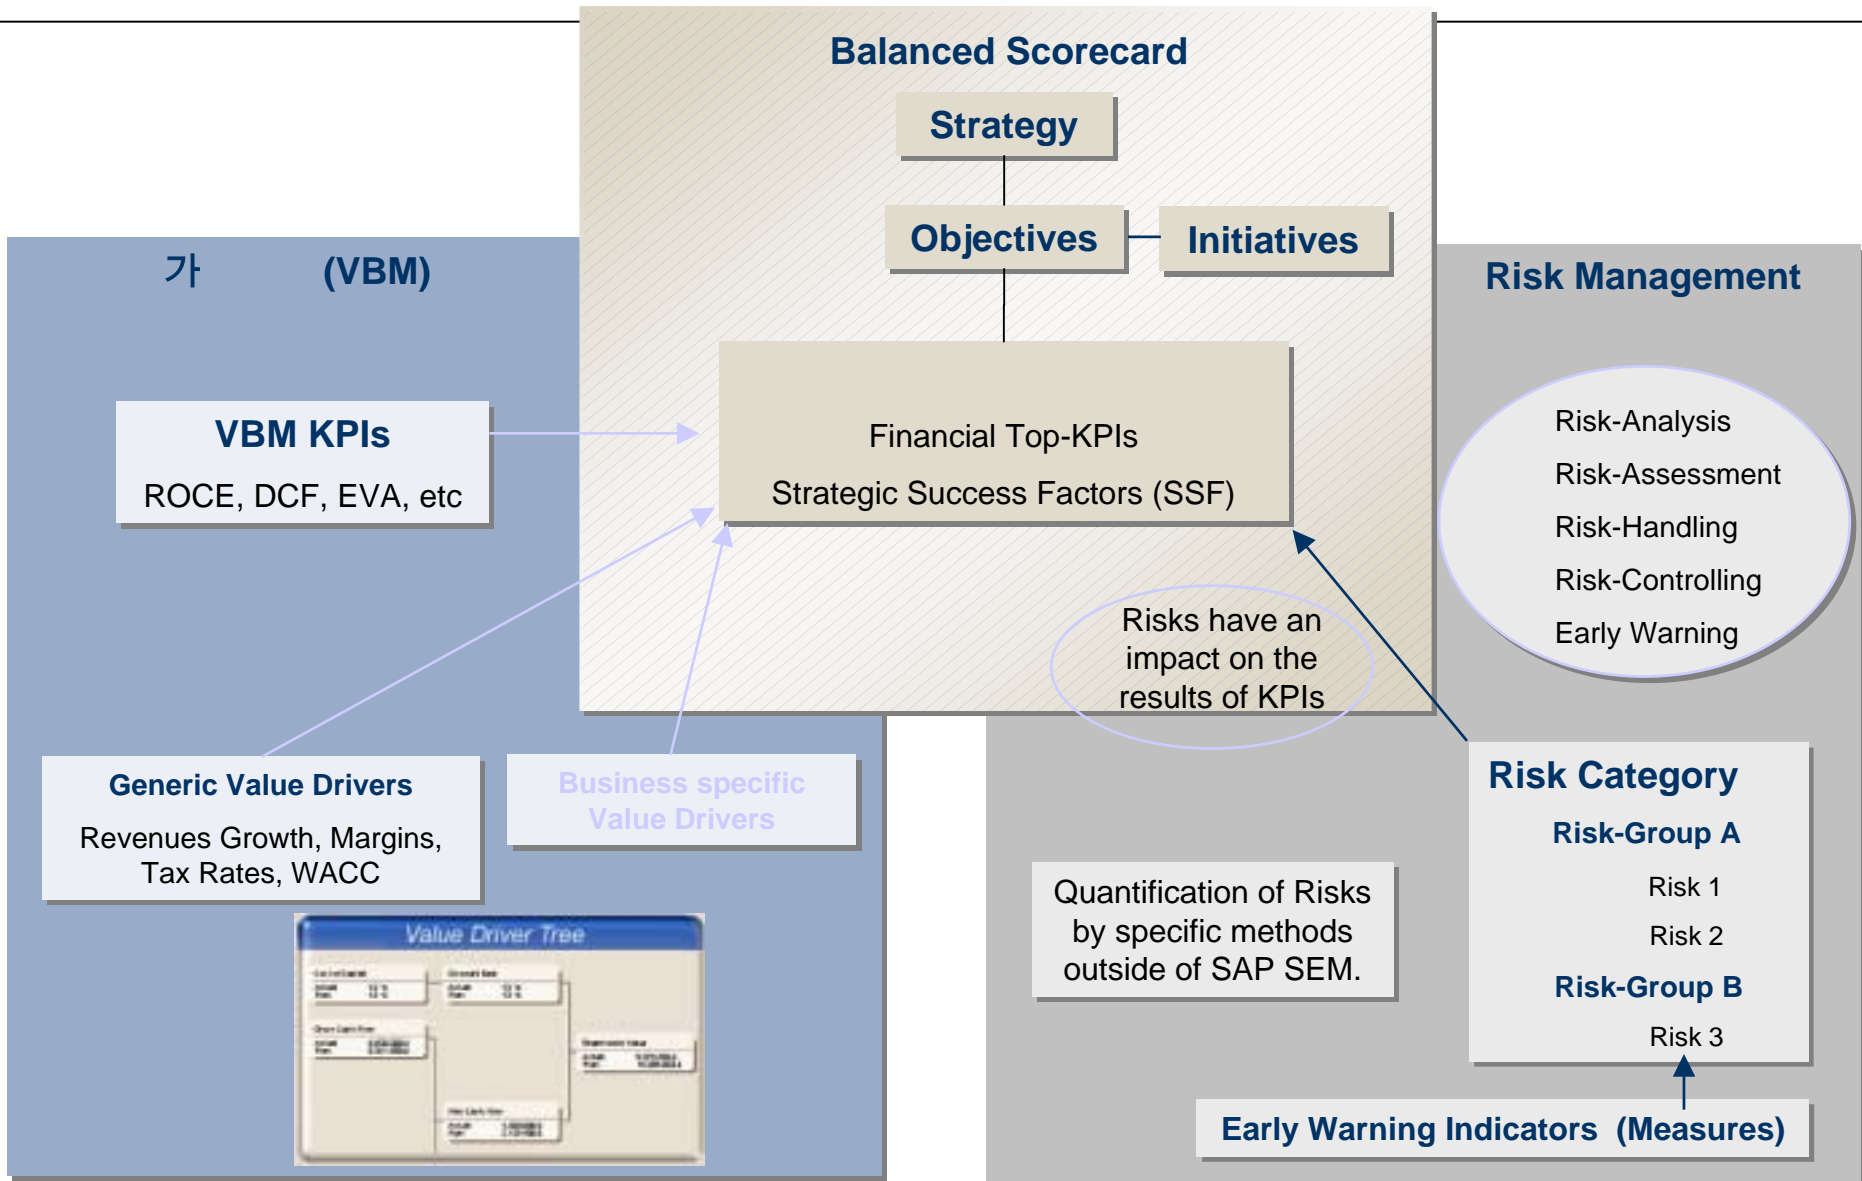 Balanced Scorecard
Strategy
Objectives
Initiatives
가 (VBM)
Risk Management
VBM KPIs
ROCE, DCF, EVA, etc
Financial Top-KPIs
Strategic Success Factors (SSF)
Risk-Analysis
Risk-Assessment
Risk-Handling
Risk-Controlling
Early Warning
Risks have an
impact on the
results of KPIs
Generic Value Drivers
Revenues Growth, Margins,
Tax Rates, WACC
Business specific
Value Drivers
Risk Category
Risk-Group A
Risk 1
Risk 2
Risk-Group B
Risk 3
Quantification of Risks
by specific methods
outside of SAP SEM.
Value Driver Tree
Early Warning Indicators (Measures)